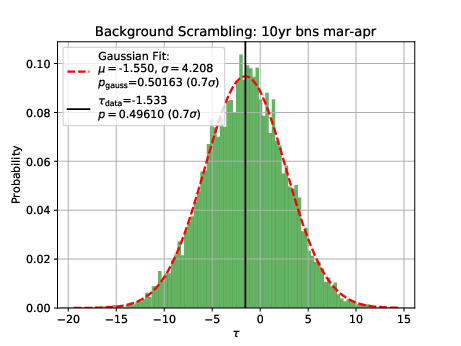 Background Scrambling: 10yr bns mar-apr
Gaussian Fit:
μ=-1.550, σ=4.208
p_gauss=0.50163 (0.7σ)
τ_data=-1.533
p=0.49610 (0.7σ)
Probability
0.10
0.08
0.06
0.04
0.02
0.00
−20 −15 −10 −5 0 5 10 15
τ